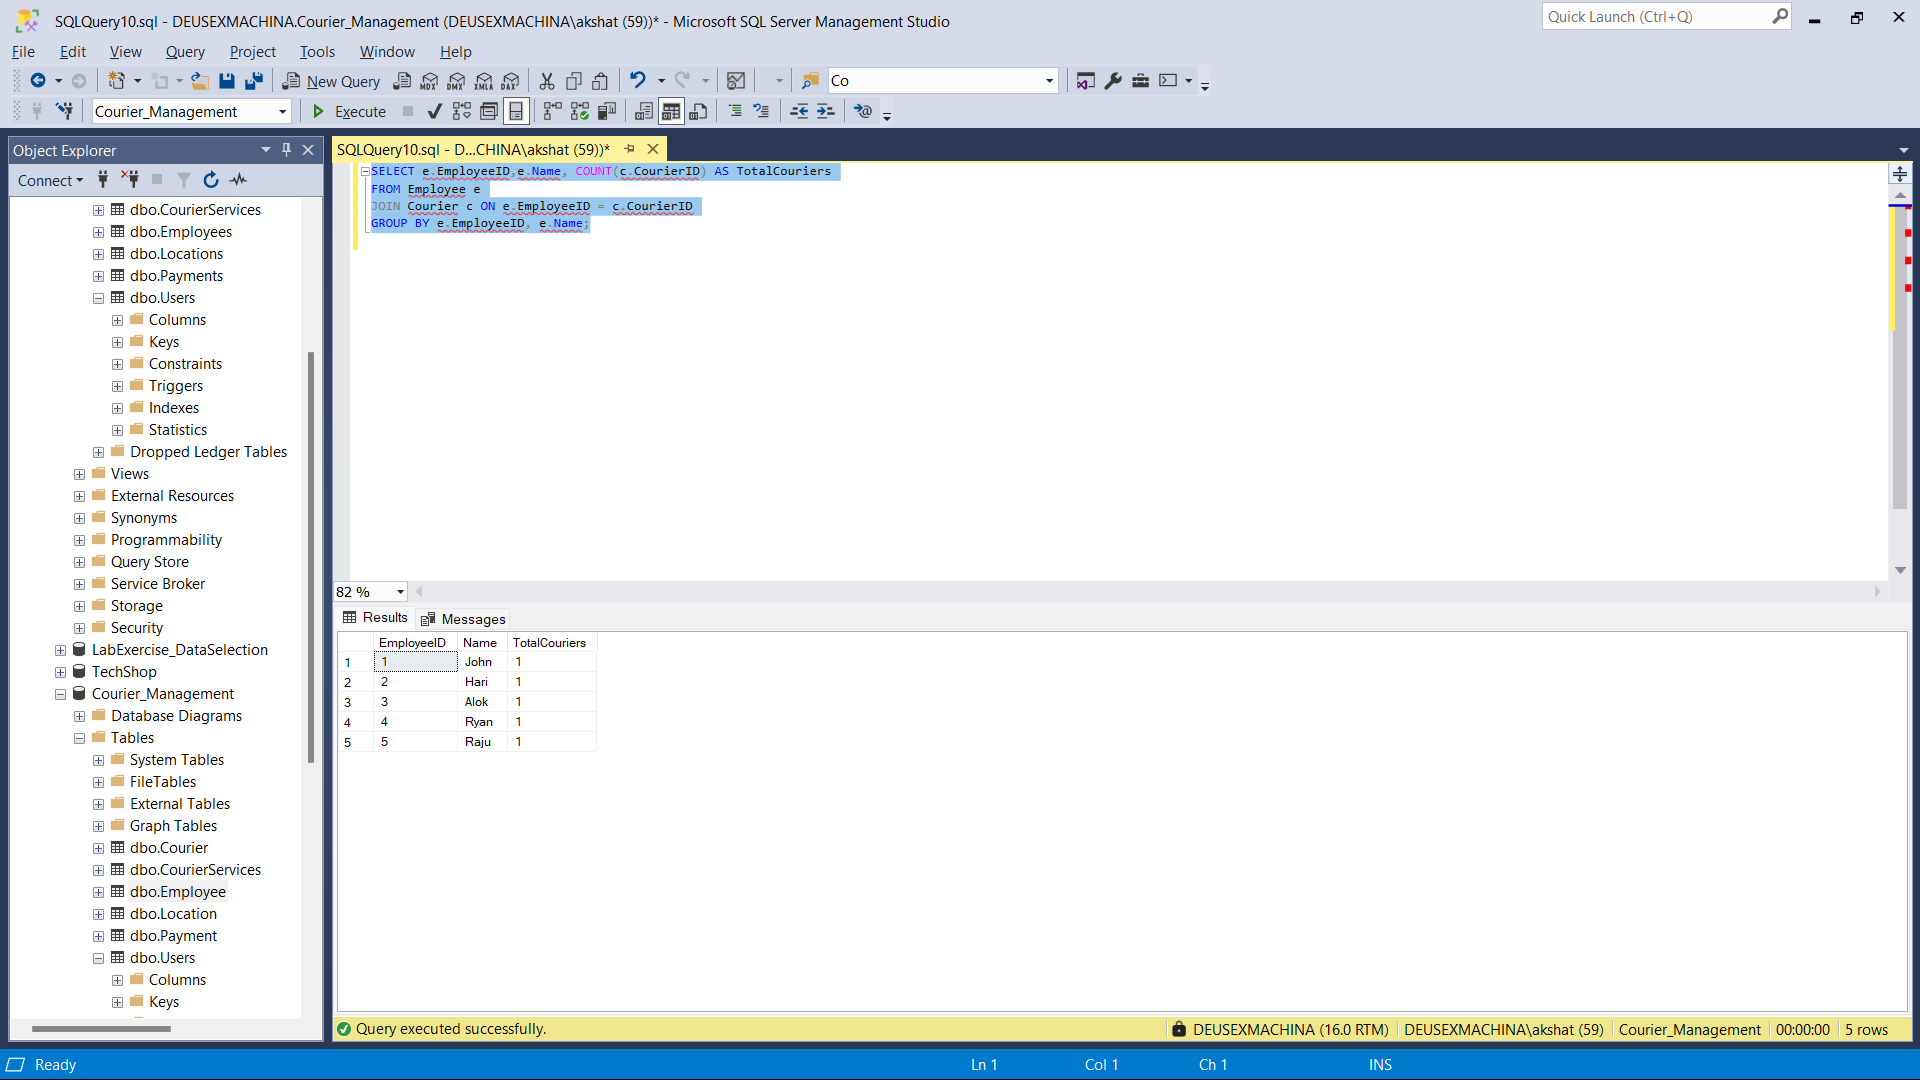 SQLQuery10.sql - DEUSEXMACHINA.Courier_Management (DEUSEXMACHINA\akshat (59))* - Microsoft SQL Server Management Studio
Quick Launch (Ctrl+Q)
File Edit View Query Project Tools Window Help
New Query MDX DMX XMLA DAX Co
Courier_Management Execute
Object Explorer
Connect
dbo.CourierServices
dbo.Employees
dbo.Locations
dbo.Payments
dbo.Users
Columns
Keys
Constraints
Triggers
Indexes
Statistics
Dropped Ledger Tables
Views
External Resources
Synonyms
Programmability
Query Store
Service Broker
Storage
Security
LabExercise_DataSelection
TechShop
Courier_Management
Database Diagrams
Tables
System Tables
FileTables
External Tables
Graph Tables
dbo.Courier
dbo.CourierServices
dbo.Employee
dbo.Location
dbo.Payment
dbo.Users
Columns
Keys
SQLQuery10.sql - D...CHINA\akshat (59))*
SELECT e.EmployeeID,e.Name, COUNT(c.CourierID) AS TotalCouriers
FROM Employee e
JOIN Courier c ON e.EmployeeID = c.CourierID
GROUP BY e.EmployeeID, e.Name;
82 %
Results Messages
EmployeeID Name TotalCouriers
1 1 John 1
2 2 Hari 1
3 3 Alok 1
4 4 Ryan 1
5 5 Raju 1
Query executed successfully. DEUSEXMACHINA (16.0 RTM) DEUSEXMACHINA\akshat (59) Courier_Management 00:00:00 5 rows
Ready Ln 1 Col 1 Ch 1 INS